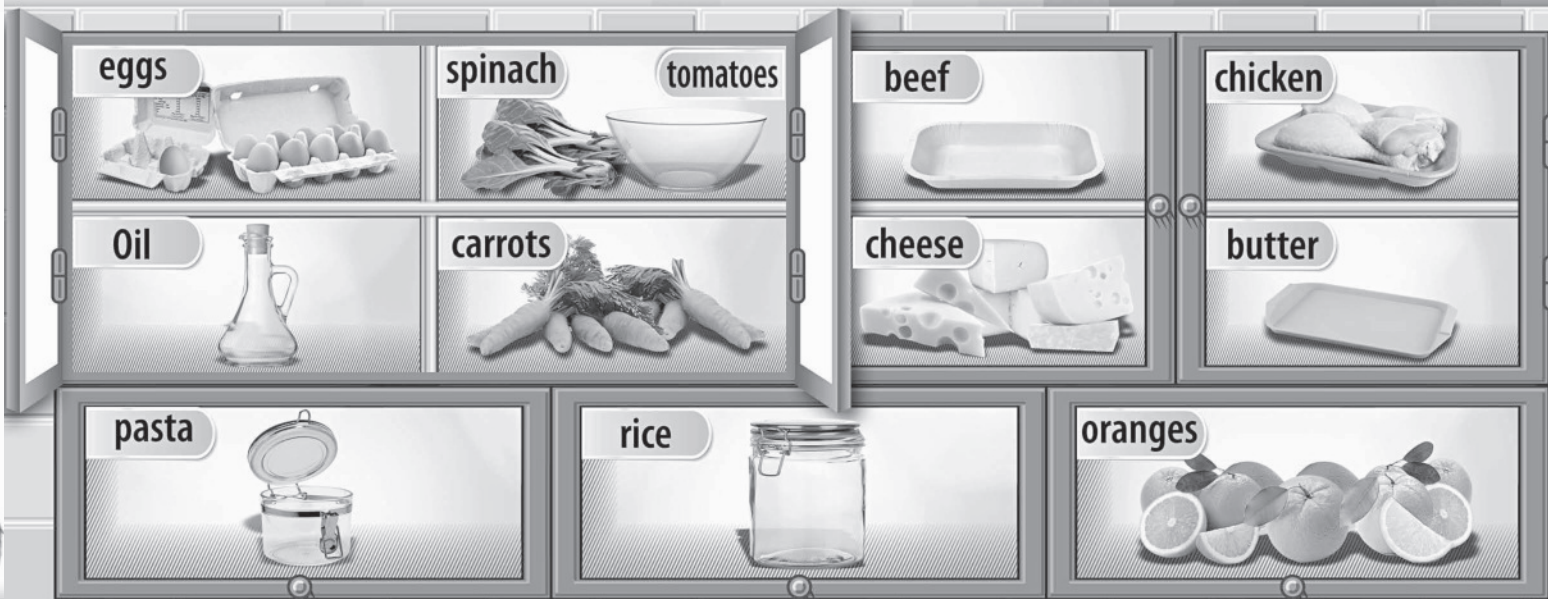 eggs
spinach
tomatoes
beef
chicken
Oil
carrots
cheese
butter
pasta
rice
oranges